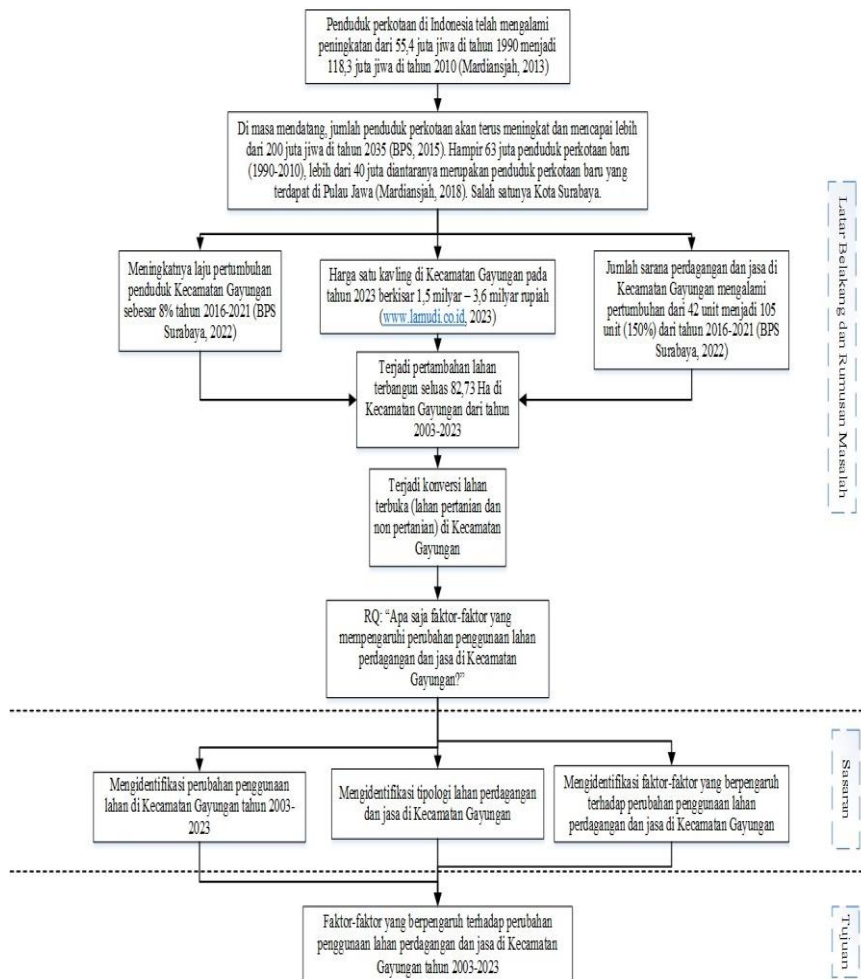 Penduduk perkotaan di Indonesia telah mengalami
peningkatan dari 55,4 juta jiwa di tahun 1990 menjadi
118,3 juta jiwa di tahun 2010 (Mardiansjah, 2013)
Di masa mendatang, jumlah penduduk perkotaan akan terus meningkat dan mencapai lebih
dari 200 juta jiwa di tahun 2035 (BPS, 2015). Hampir 63 juta penduduk perkotaan baru
(1990-2010), lebih dari 40 juta diantaranya merupakan penduduk perkotaan baru yang
terdapat di Pulau Jawa (Mardiansjah, 2018). Salah satunya Kota Surabaya.
Meningkatnya laju pertumbuhan
penduduk Kecamatan Gayungan
sebesar 8% tahun 2016-2021 (BPS
Surabaya, 2022)
Harga satu kavling di Kecamatan Gayungan pada
tahun 2023 berkisar 1,5 milyar – 3,6 milyar rupiah
(www.lamudi.co.id, 2023)
Jumlah sarana perdagangan dan jasa di
Kecamatan Gayungan mengalami
pertumbuhan dari 42 unit menjadi 105
unit (150%) dari tahun 2016-2021 (BPS
Surabaya, 2022)
Terjadi pertambahan lahan
terbangun seluas 82,73 Ha di
Kecamatan Gayungan dari tahun
2003-2023
Terjadi konversi lahan
terbuka (lahan pertanian dan
non pertanian) di Kecamatan
Gayungan
RQ: “Apa saja faktor-faktor yang
mempengaruhi perubahan penggunaan lahan
perdagangan dan jasa di Kecamatan
Gayungan?”
Latar Belakang dan Rumusan Masalah
Mengidentifikasi perubahan penggunaan
lahan di Kecamatan Gayungan tahun 2003-
2023
Mengidentifikasi tipologi lahan perdagangan
dan jasa di Kecamatan Gayungan
Mengidentifikasi faktor-faktor yang berpengaruh
terhadap perubahan penggunaan lahan
perdagangan dan jasa di Kecamatan Gayungan
Sasaran
Faktor-faktor yang berpengaruh terhadap perubahan
penggunaan lahan perdagangan dan jasa di Kecamatan
Gayungan tahun 2003-2023
Tujuan